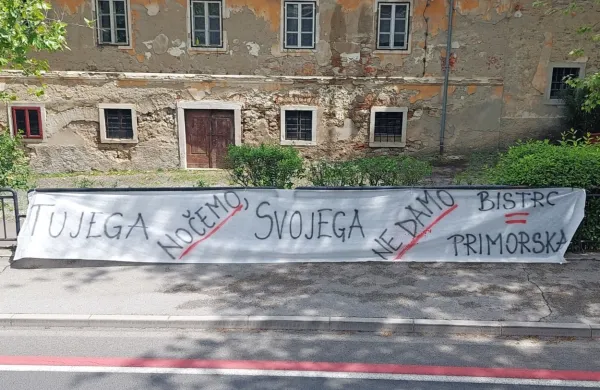 TUJEGA NOČEMO, SVOJEGA NE DAMO
BISTRC
=
PRIMORSKA